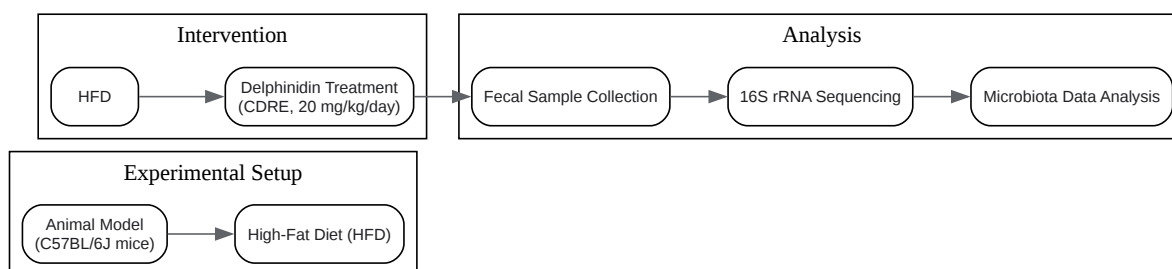 Intervention
HFD
Delphinidin Treatment
(CDRE, 20 mg/kg/day)
Analysis
Fecal Sample Collection
16S rRNA Sequencing
Microbiota Data Analysis
Experimental Setup
Animal Model
(C57BL/6J mice)
High-Fat Diet (HFD)